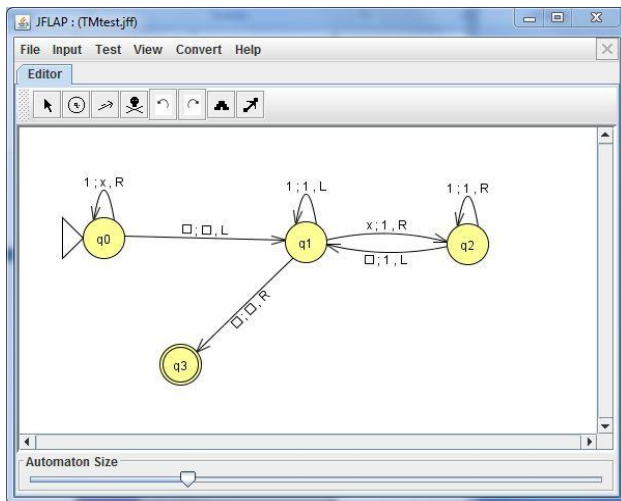 JFLAP : (TMtest.jff)
File Input Test View Convert Help
Editor
1 ; x , R
1 ; 1 , L
1 ; 1 , R
q0
□ ; □ , L
q1
x ; 1 , R
□ ; 1 , L
q2
□ ; □ , R
q3
Automaton Size